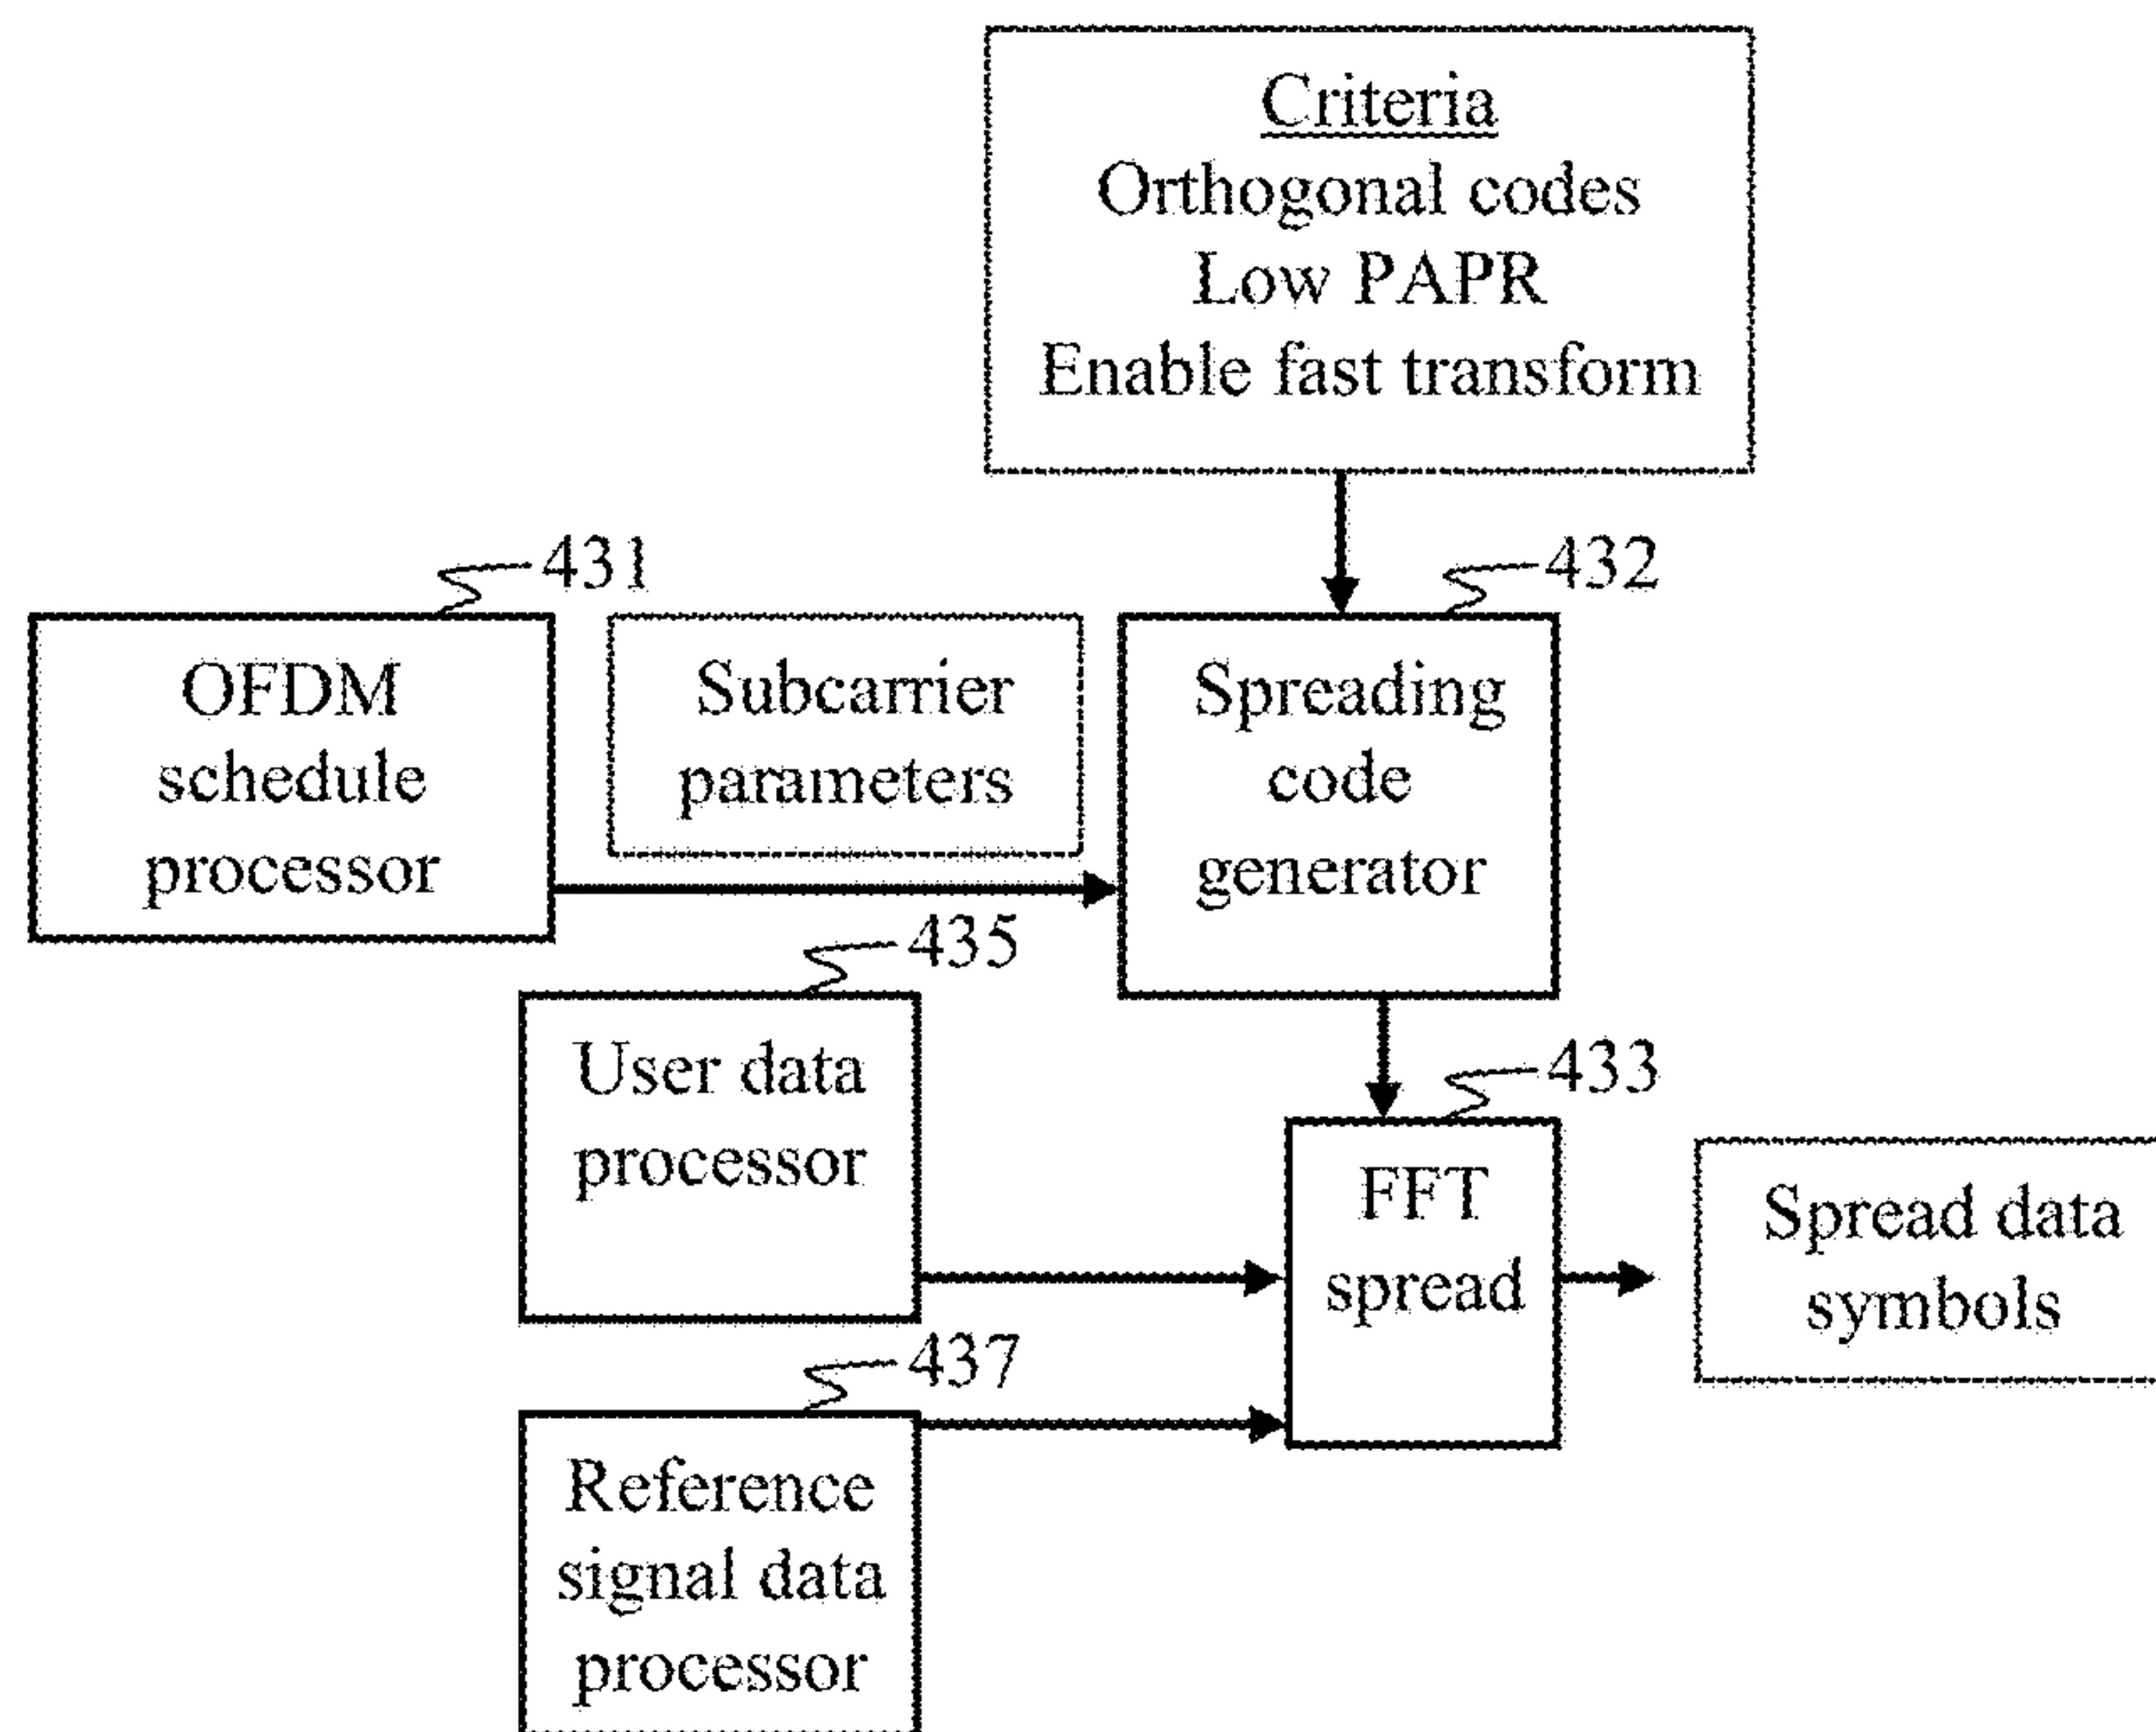 Criteria
Orthogonal codes
Low PAPR
Enable fast transform
431
432
OFDM
schedule
processor
Subcarrier
parameters
Spreading
code
generator
435
User data
processor
433
FFT
spread
Spread data
symbols
437
Reference
signal data
processor